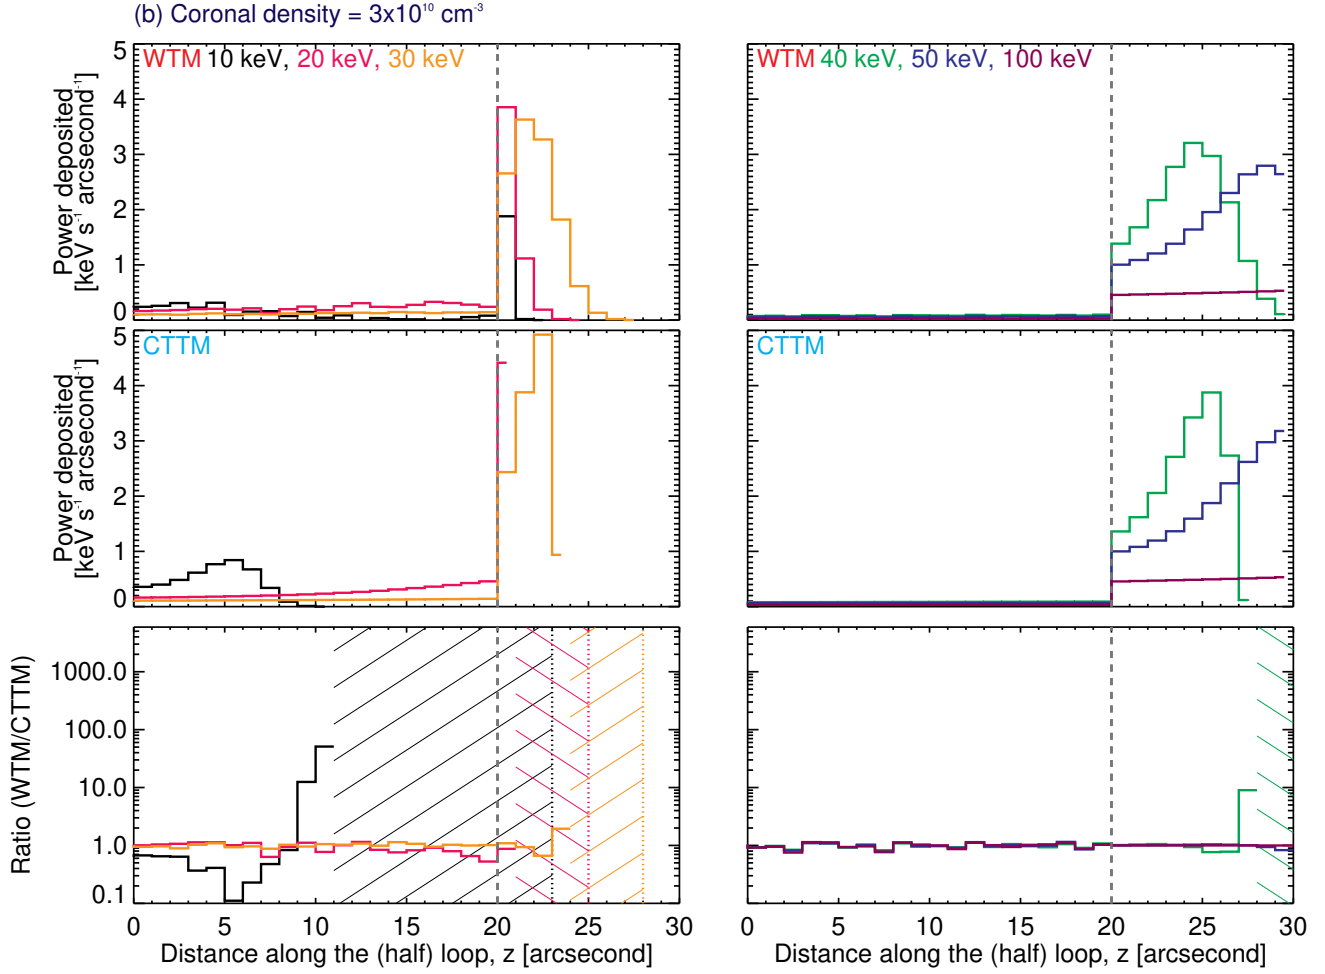 (b) Coronal density = 3x10¹⁰ cm⁻³
WTM 10 keV, 20 keV, 30 keV
Power deposited
[keV s⁻¹ arcsecond⁻¹]
5
4
3
2
1
0
WTM 40 keV, 50 keV, 100 keV
CTTM
Power deposited
[keV s⁻¹ arcsecond⁻¹]
5
4
3
2
1
0
CTTM
Ratio (WTM/CTTM)
1000.0
100.0
10.0
1.0
0.1
0 5 10 15 20 25 30
Distance along the (half) loop, z [arcsecond]
0 5 10 15 20 25 30
Distance along the (half) loop, z [arcsecond]